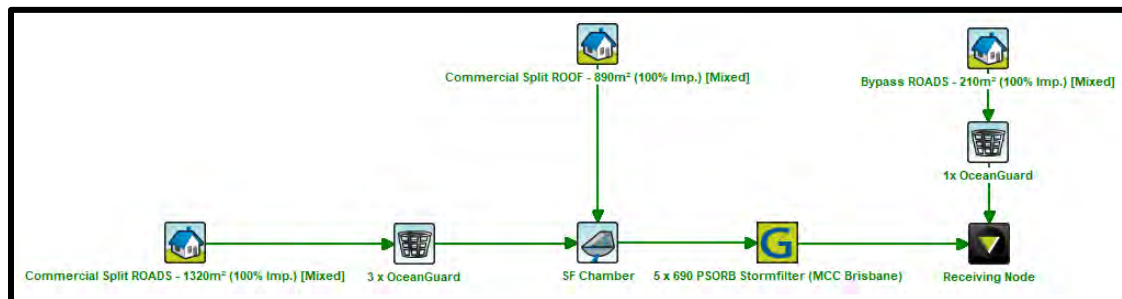 Commercial Split ROOF - 890m² (100% Imp.) [Mixed]
Bypass ROADS - 210m² (100% Imp.) [Mixed]
1x OceanGuard
G
Commercial Split ROADS - 1320m² (100% Imp.) [Mixed]
3 x OceanGuard
SF Chamber
5 x 690 PSORB Stormfilter (MCC Brisbane)
Receiving Node